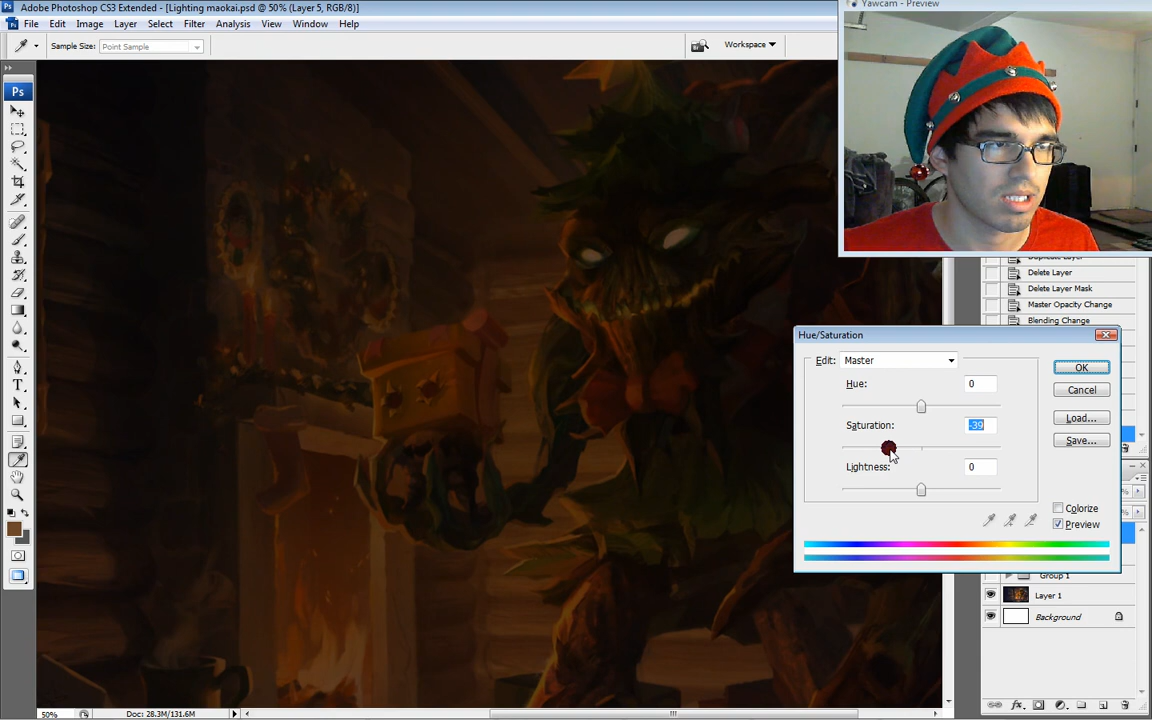 Adobe Photoshop CS3 Extended - [Lighting maokai.psd @ 50% (Layer 5, RGB/8)]
Yawcam - Preview
File Edit Image Layer Select Filter Analysis View Window Help
Sample Size: Point Sample
Workspace
Ps
Delete Layer
Delete Layer Mask
Master Opacity Change
Blending Change
Hue/Saturation
Edit: Master
OK
Hue: 0
Cancel
Saturation: -39
Load...
Save...
Lightness: 0
Colorize
Preview
Group 1
Layer 1
Background
50% Doc: 28.3M/131.6M